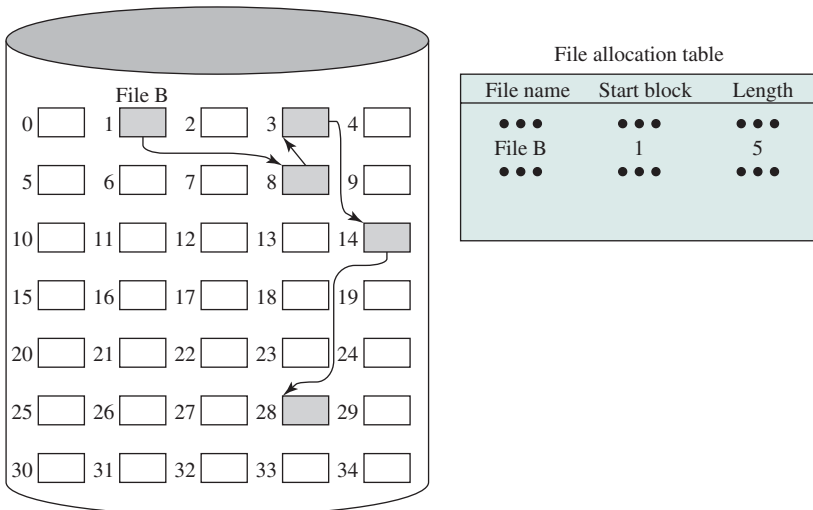 File allocation table
File name Start block Length
••• ••• •••
File B 1 5
••• ••• •••
File B
0 1 2 3 4
5 6 7 8 9
10 11 12 13 14
15 16 17 18 19
20 21 22 23 24
25 26 27 28 29
30 31 32 33 34